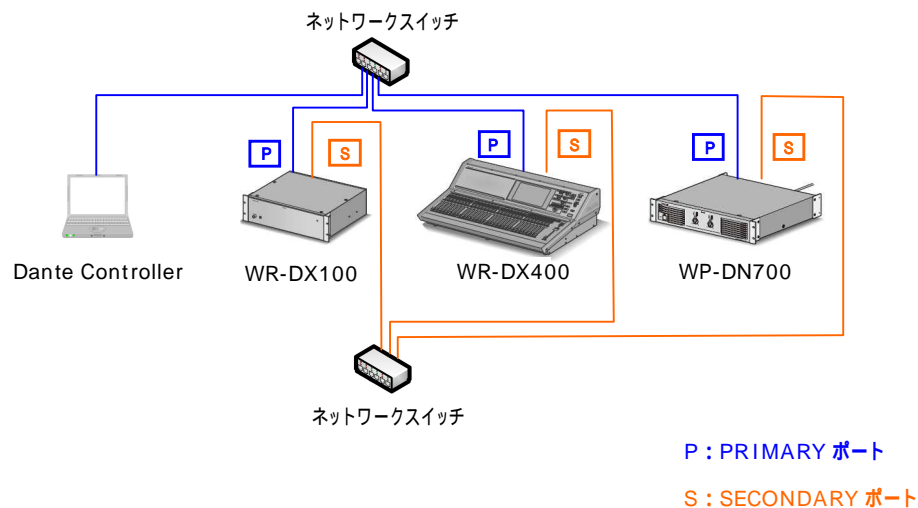 ネットワークスイッチ
P
S
P
S
P
S
Dante Controller
WR-DX100
WR-DX400
WP-DN700
ネットワークスイッチ
P：PRIMARY ポート
S：SECONDARY ポート